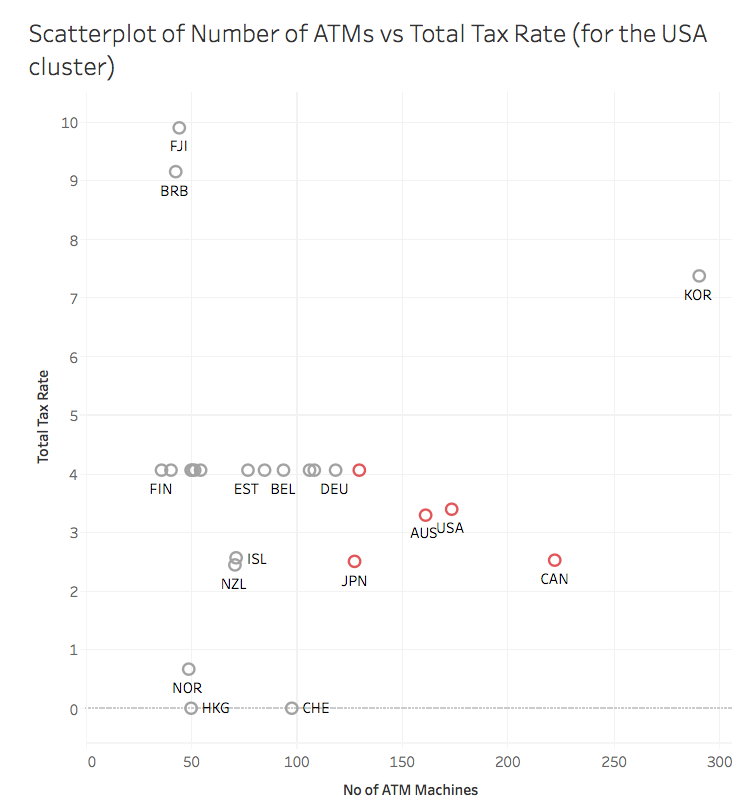 Scatterplot of Number of ATMs vs Total Tax Rate (for the USA
cluster)
10
FJI
9
BRB
8
7
KOR
6
Total Tax Rate
5
4
FIN EST BEL DEU
3
AUS USA
ISL
2
NZL JPN CAN
1
NOR
0
HKG CHE
0 50 100 150 200 250 300
No of ATM Machines